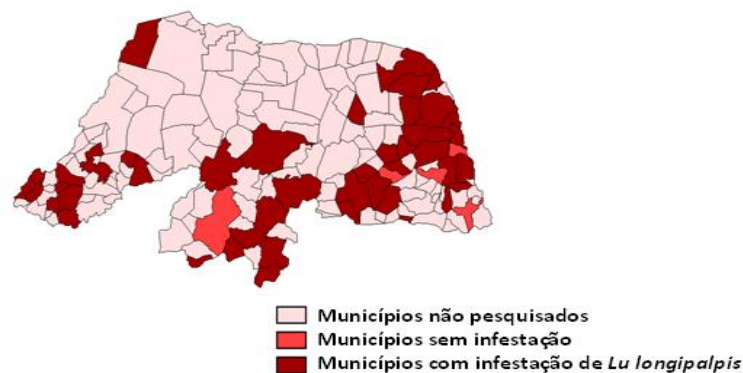 Municípios não pesquisados
Municípios sem infestação
Municípios com infestação de Lu longipalpis